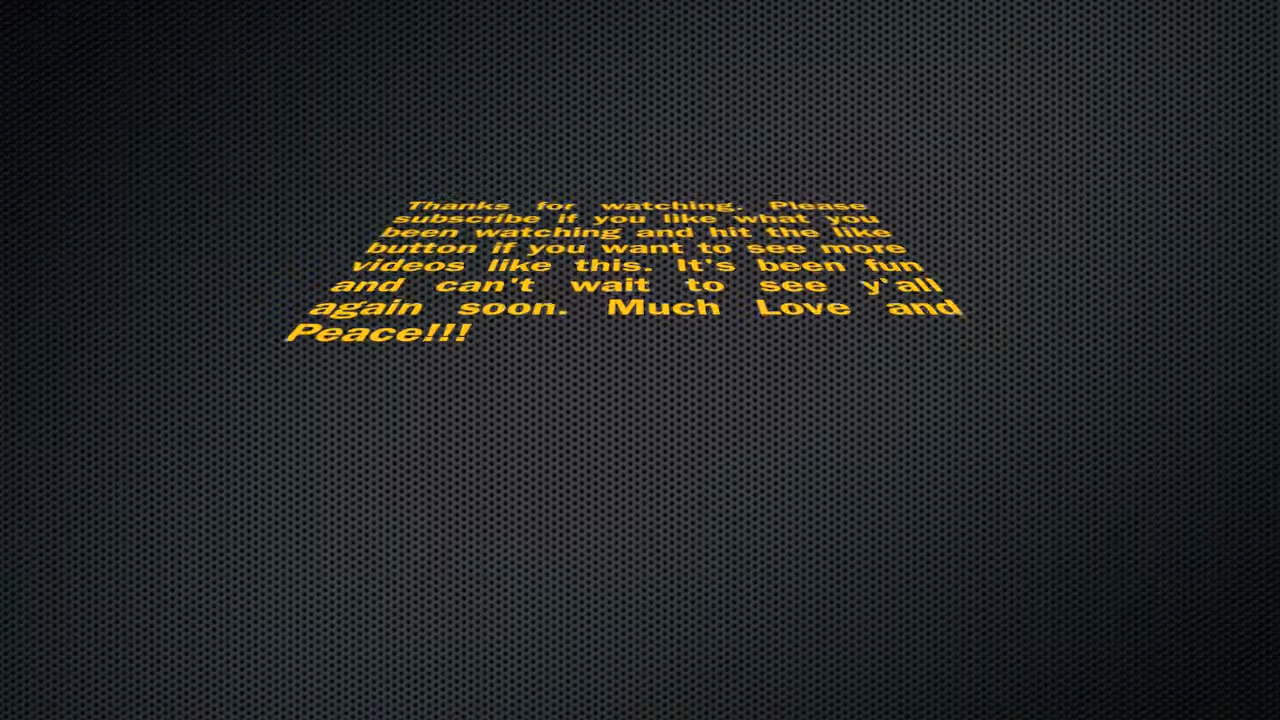 Thanks for watching. Please
subscribe if you like what you
been watching and hit the like
button if you want to see more
videos like this. It's been fun
and can't wait to see y'all
again soon. Much Love and
Peace!!!